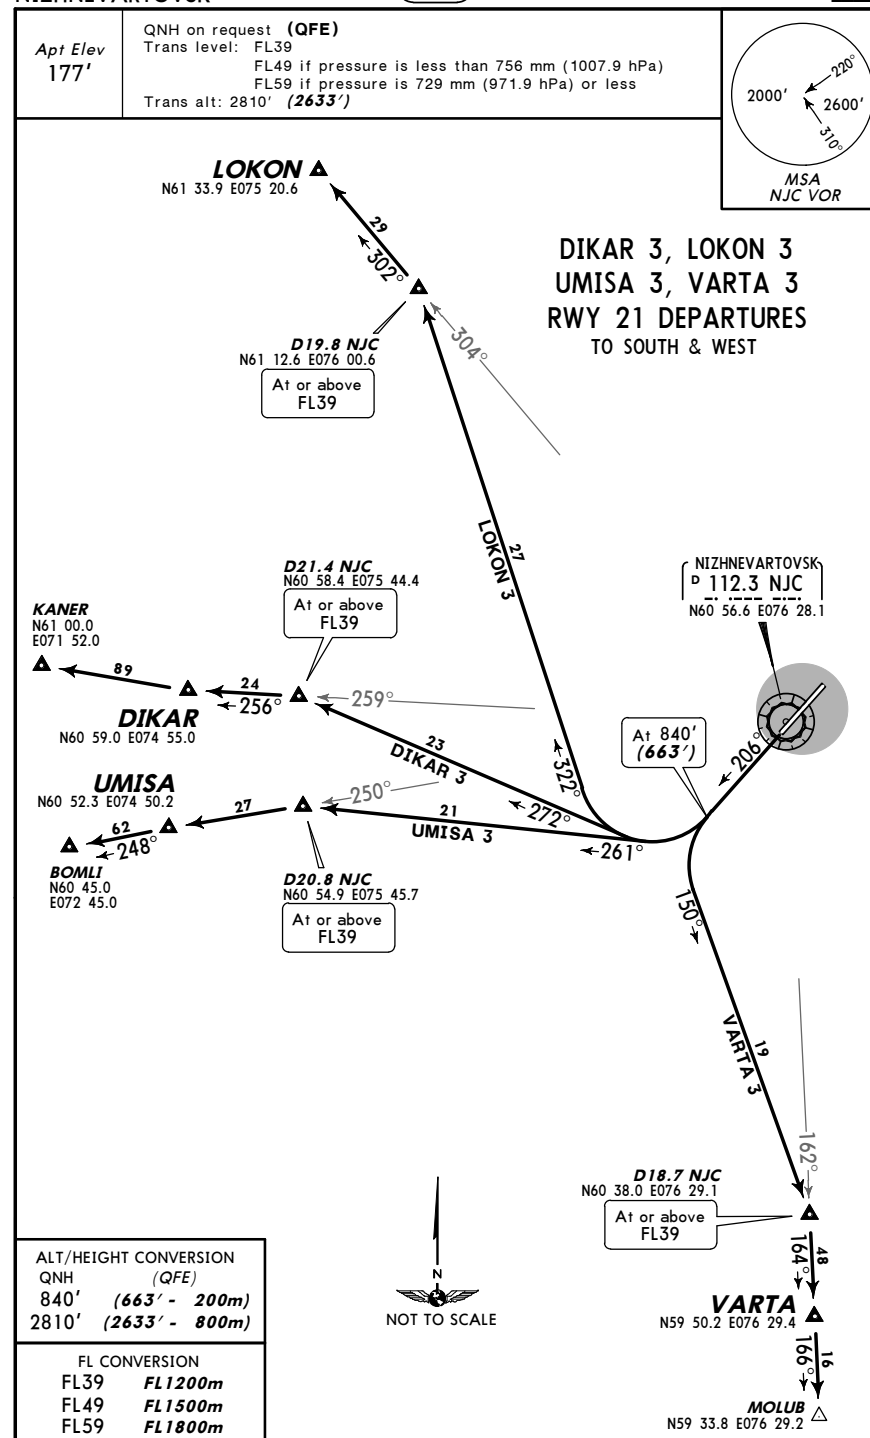 Apt Elev
177'
QNH on request (QFE)
Trans level: FL39
FL49 if pressure is less than 756 mm (1007.9 hPa)
FL59 if pressure is 729 mm (971.9 hPa) or less
Trans alt: 2810' (2633')
220°
2000'
2600'
310°
MSA
NJC VOR
LOKON
N61 33.9 E075 20.6
29
302°
DIKAR 3, LOKON 3
UMISA 3, VARTA 3
RWY 21 DEPARTURES
TO SOUTH & WEST
D19.8 NJC
N61 12.6 E076 00.6
At or above
FL39
304°
27
LOKON 3
322°
NIZHNEVARTOVSK
D 112.3 NJC
N60 56.6 E076 28.1
D21.4 NJC
N60 58.4 E075 44.4
At or above
FL39
KANER
N61 00.0
E071 52.0
89
24
256°
259°
DIKAR
N60 59.0 E074 55.0
23
DIKAR 3
272°
At 840'
(663')
206°
UMISA
N60 52.3 E074 50.2
27
250°
62
248°
21
UMISA 3
261°
BOMLI
N60 45.0
E072 45.0
D20.8 NJC
N60 54.9 E075 45.7
At or above
FL39
150°
19
VARTA 3
162°
D18.7 NJC
N60 38.0 E076 29.1
At or above
FL39
48
164°
VARTA
N59 50.2 E076 29.4
16
166°
MOLUB
N59 33.8 E076 29.2
N
NOT TO SCALE
ALT/HEIGHT CONVERSION
QNH (QFE)
840' (663' - 200m)
2810' (2633' - 800m)
FL CONVERSION
FL39 FL1200m
FL49 FL1500m
FL59 FL1800m